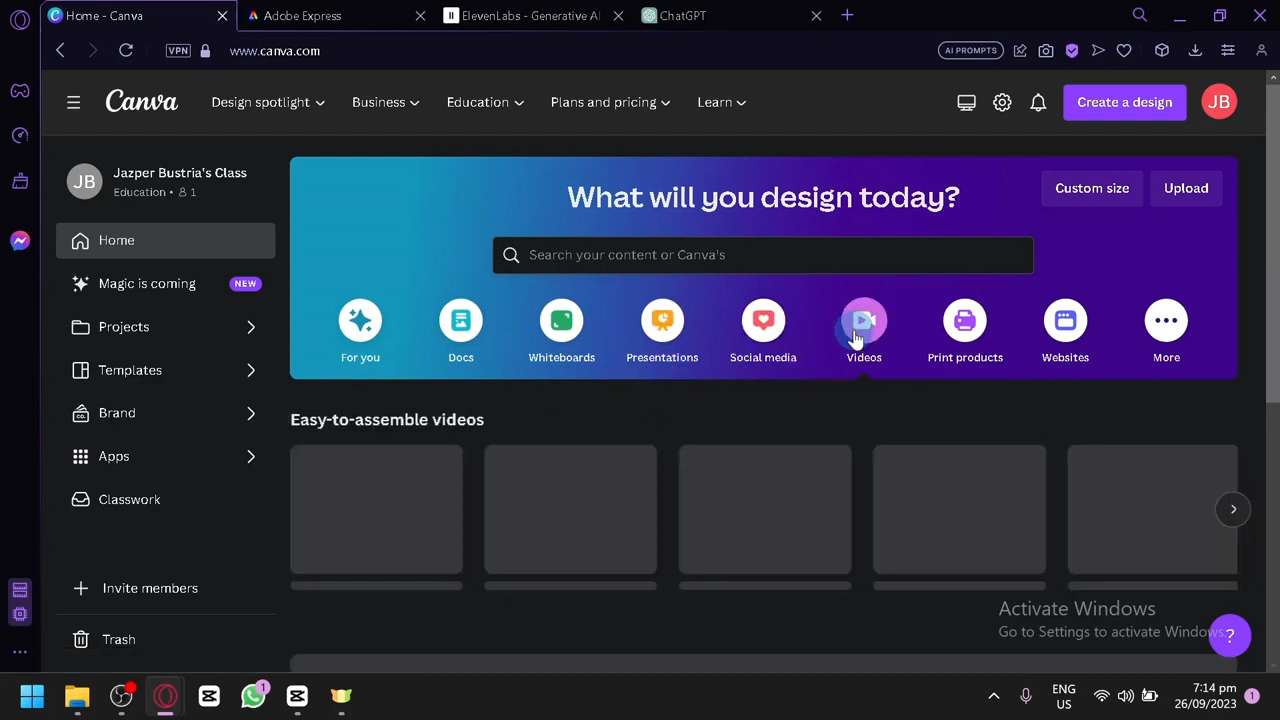 Home - Canva
Adobe Express
ElevenLabs - Generative AI
ChatGPT
VPN
www.canva.com
AI PROMPTS
Canva
Design spotlight
Business
Education
Plans and pricing
Learn
Create a design
JB
JB
Jazper Bustria's Class
Education • 1
Home
Magic is coming
NEW
Projects
Templates
Brand
Apps
Classwork
Invite members
Trash
What will you design today?
Custom size
Upload
Search your content or Canva's
For you
Docs
Whiteboards
Presentations
Social media
Videos
Print products
Websites
More
Easy-to-assemble videos
Activate Windows
Go to Settings to activate Windows.
?
1
ENG
US
7:14 pm
26/09/2023
1